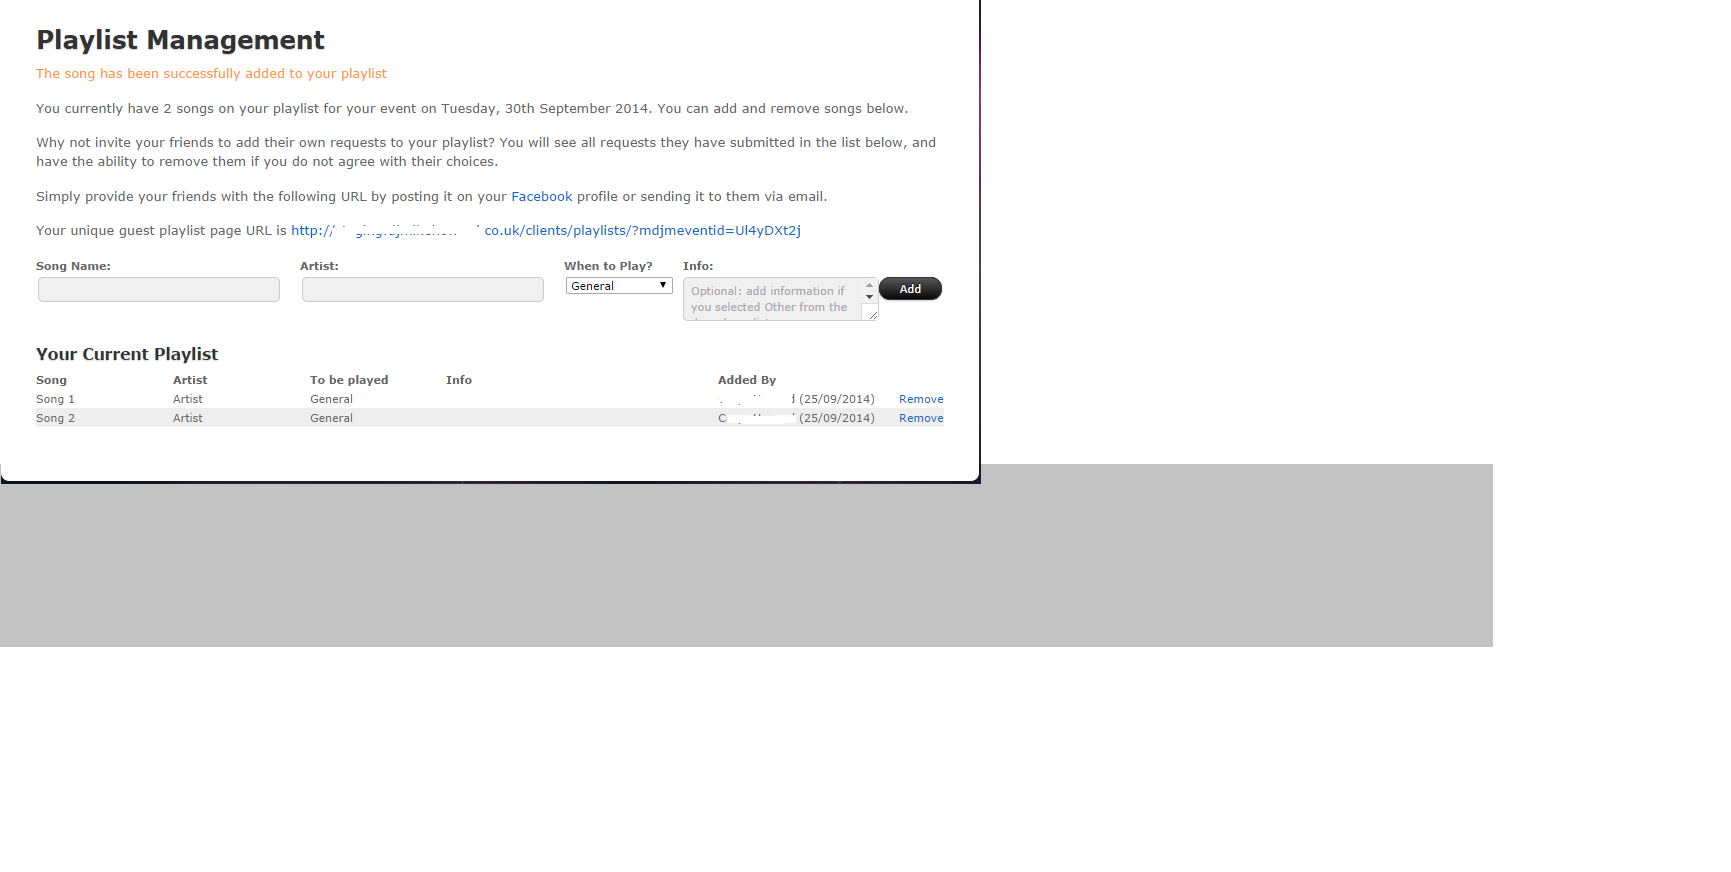 Playlist Management
The song has been successfully added to your playlist
You currently have 2 songs on your playlist for your event on Tuesday, 30th September 2014. You can add and remove songs below.
Why not invite your friends to add their own requests to your playlist? You will see all requests they have submitted in the list below, and
have the ability to remove them if you do not agree with their choices.
Simply provide your friends with the following URL by posting it on your Facebook profile or sending it to them via email.
Your unique guest playlist page URL is http:// co.uk/clients/playlists/?mdjmeventid=Ul4yDXt2j
Song Name: Artist: When to Play? Info:
General Optional: add information if Add
you selected Other from the
Your Current Playlist
Song Artist To be played Info Added By
Song 1 Artist General (25/09/2014) Remove
Song 2 Artist General (25/09/2014) Remove